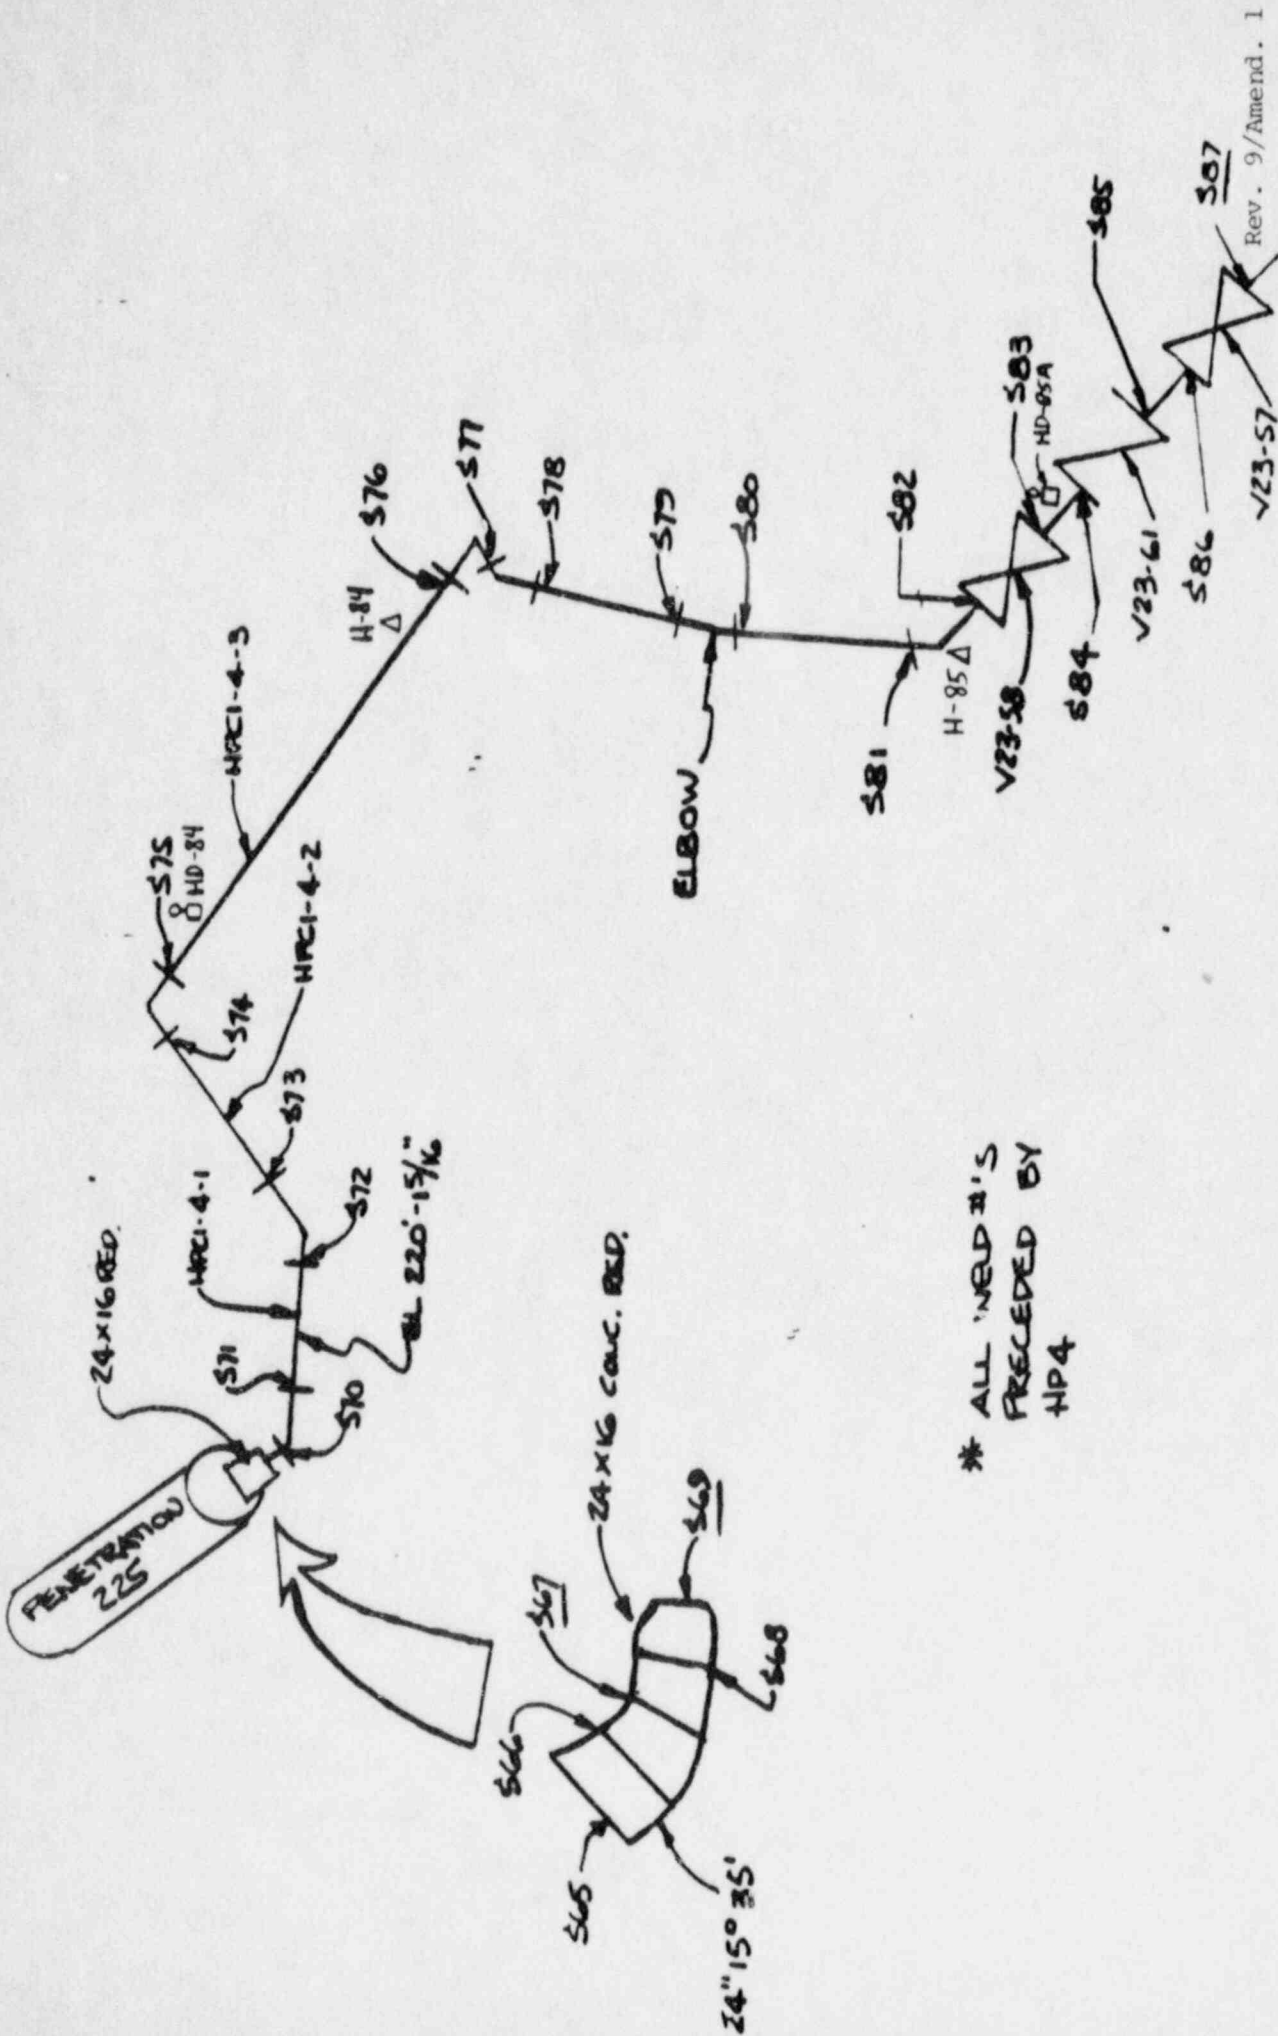 PENETRATION
225
24x16 RED.
S70
S71
HPCI-4-1
EL 220'-15/16"
S72
S73
HPCI-4-2
S74
S75
HD-84
HPCI-4-3
H-84
S76
S77
S78
S79
S80
ELBOW
S81
H-85
S82
V23-58
S83
HD-85A
S84
V23-61
S85
S86
V23-57
S87
S65
S66
S67
24x16 CONC. RED.
S69
S68
24" 15° 35'
* ALL WELD #'S
PRECEDED BY
HP4
Rev. 9/Amend. 1